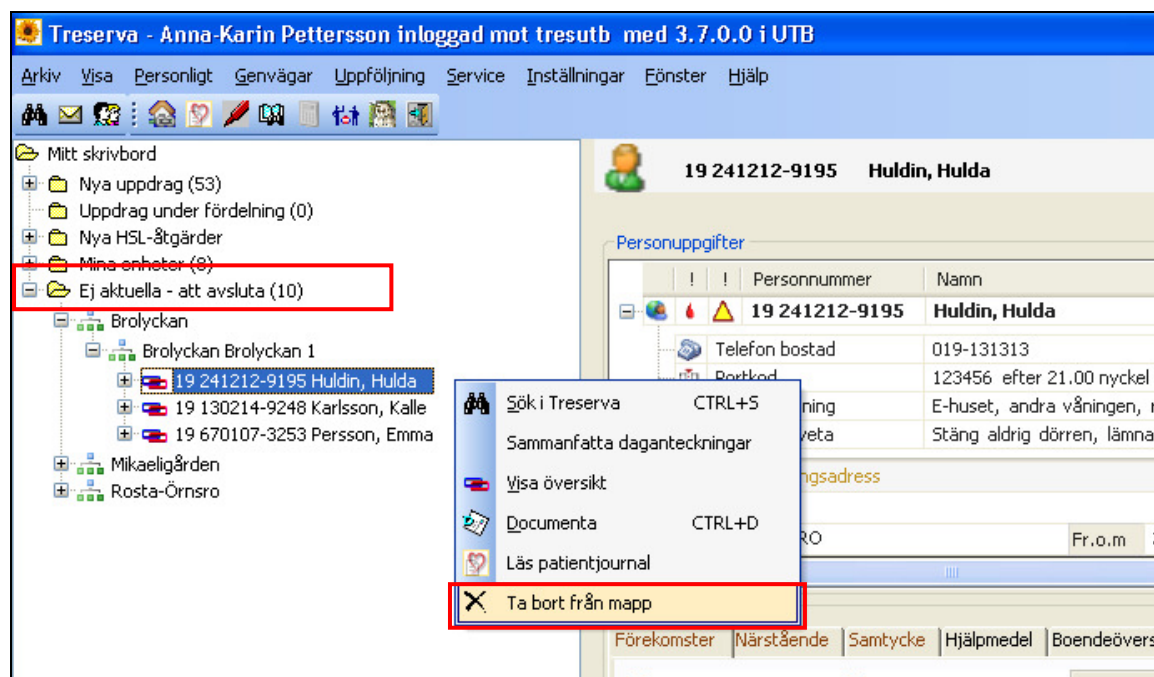 Treserva - Anna-Karin Pettersson inloggad mot tresutb med 3.7.0.0 i UTB
Arkiv Visa Personligt Genvägar Uppföljning Service Inställningar Fönster Hjälp
Mitt skrivbord
Nya uppdrag (53)
Uppdrag under fördelning (0)
Nya HSL-åtgärder
Mina enheter (8)
Ej aktuella - att avsluta (10)
Brolyckan
Brolyckan Brolyckan 1
19 241212-9195 Huldin, Hulda
19 130214-9248 Karlsson, Kalle
19 670107-3253 Persson, Emma
Mikaeligården
Rosta-Örnsro
Sök i Treserva CTRL+S
Sammanfatta daganteckningar
Visa översikt
Documenta CTRL+D
Läs patientjournal
Ta bort från mapp
19 241212-9195 Huldin, Hulda
Personuppgifter
! ! Personnummer Namn
19 241212-9195 Huldin, Hulda
Telefon bostad 019-131313
Portkod 123456 efter 21.00 nyckel
ning E-huset, andra våningen,
veta Stäng aldrig dörren, lämna
ngsadress
RO Fr.o.m
Förekomster Närstående Samtycke Hjälpmedel Boendeövers